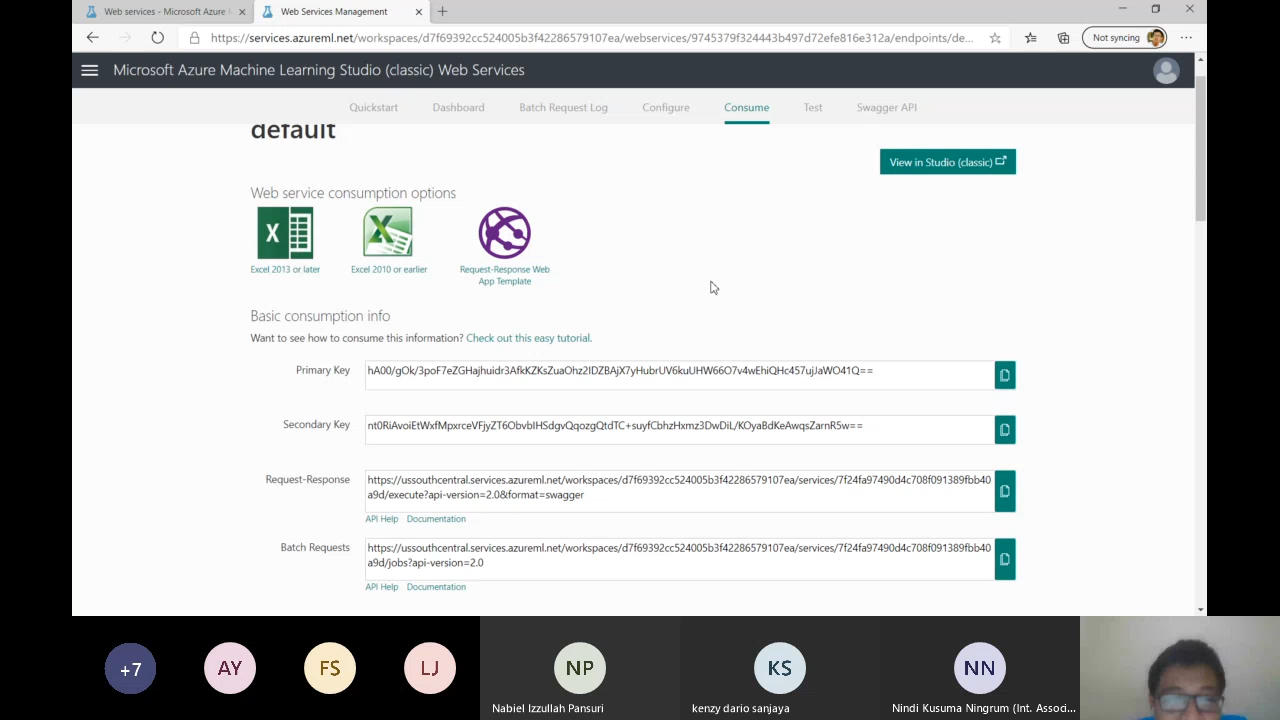 Web services - Microsoft Azure
Web Services Management
https://services.azureml.net/workspaces/d7f69392cc524005b3f42286579107ea/webservices/9745379f324443b497d72efe816e312a/endpoints/de...
Not syncing
Microsoft Azure Machine Learning Studio (classic) Web Services
Quickstart
Dashboard
Batch Request Log
Configure
Consume
Test
Swagger API
default
View in Studio (classic)
Web service consumption options
Excel 2013 or later
Excel 2010 or earlier
Request-Response Web
App Template
Basic consumption info
Want to see how to consume this information? Check out this easy tutorial.
Primary Key
hA00/gOk/3poF7eZGHajhuidr3AfkKZKsZuaOhz2IDZBAjX7yHubrUV6kuUHW66O7v4wEhiQHc457ujJaWO41Q==
Secondary Key
nt0RiAvoiEtWxfMpxrceVFjyZT6ObvbIHSdgvQqozgQtdTC+suyfCbhzHxmz3DwDiL/KOyaBdKeAwqsZarnR5w==
Request-Response
https://ussouthcentral.services.azureml.net/workspaces/d7f69392cc524005b3f42286579107ea/services/7f24fa97490d4c708f091389fbb40
a9d/execute?api-version=2.0&format=swagger
API Help Documentation
Batch Requests
https://ussouthcentral.services.azureml.net/workspaces/d7f69392cc524005b3f42286579107ea/services/7f24fa97490d4c708f091389fbb40
a9d/jobs?api-version=2.0
API Help Documentation
+7
AY
FS
LJ
NP
KS
NN
Nabiel Izzullah Pansuri
kenzy dario sanjaya
Nindi Kusuma Ningrum (Int. Associ...